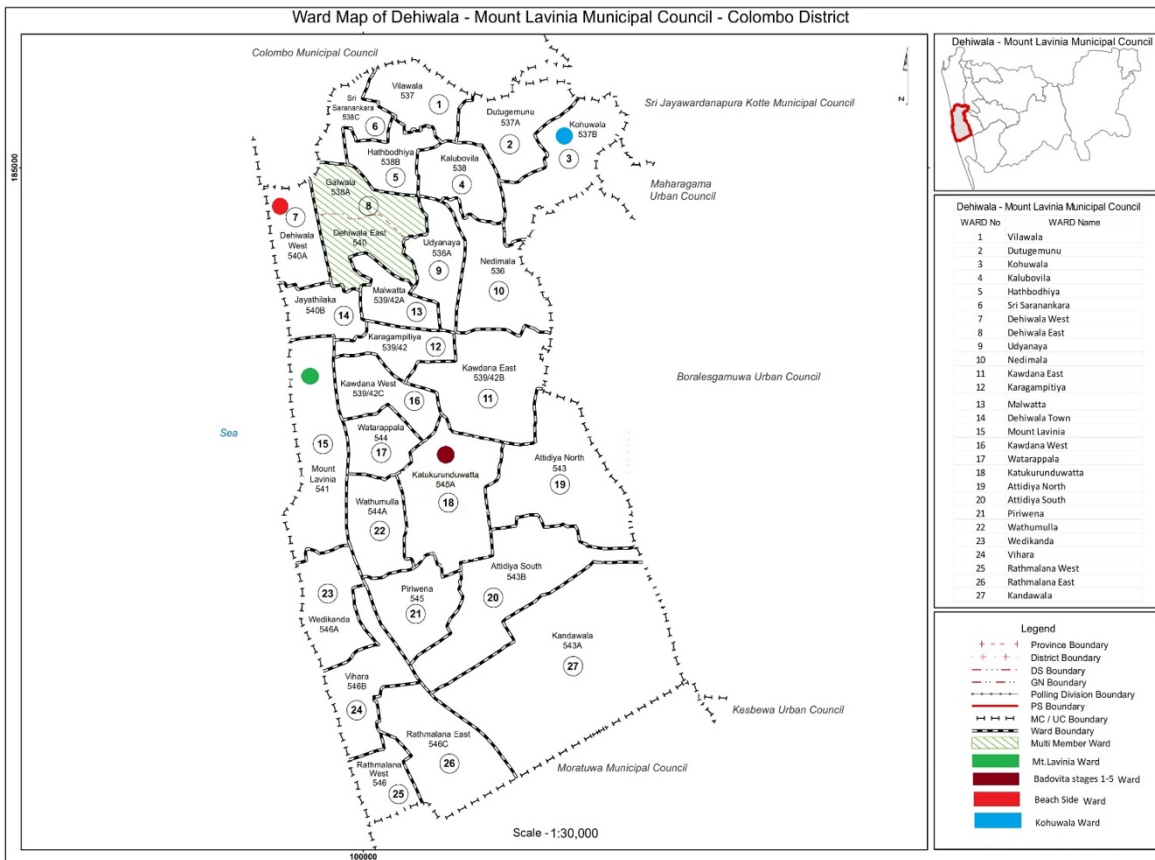 Ward Map of Dehiwala - Mount Lavinia Municipal Council - Colombo District
Colombo Municipal Council
Sri Jayawardanapura Kotte Municipal Council
Maharagama
Urban Council
Boralesgamuwa Urban Council
Kesbewa Urban Council
Moratuwa Municipal Council
Sea
185000
100000
N
Vilawala
537
1
Sri
Saranankara
538C
6
Dutugemunu
537A
2
Kohuwala
537B
3
Hathbodhiya
538B
5
Kalubovila
538
4
Galwala
538A
8
Dehiwala East
540
7
Dehiwala
West
540A
Udyanaya
536A
9
Nedimala
536
10
Jayathilaka
540B
14
Malwatta
539/42A
13
Karagampitiya
539/42
12
Kawdana East
539/42B
11
Kawdana West
539/42C
16
15
Mount
Lavinia
541
Watarappala
544
17
Katukurunduwatta
545A
18
Attidiya North
543
19
Wathumulla
544A
22
Attidiya South
543B
20
Piriwena
545
21
23
Wedikanda
546A
Kandawala
543A
27
Vihara
546B
24
Rathmalana East
546C
26
Rathmalana
West
546
25
Scale - 1:30,000
Dehiwala - Mount Lavinia Municipal Council
Dehiwala - Mount Lavinia Municipal Council
WARD No WARD Name
1 Vilawala
2 Dutugemunu
3 Kohuwala
4 Kalubovila
5 Hathbodhiya
6 Sri Saranankara
7 Dehiwala West
8 Dehiwala East
9 Udyanaya
10 Nedimala
11 Kawdana East
12 Karagampitiya
13 Malwatta
14 Dehiwala Town
15 Mount Lavinia
16 Kawdana West
17 Watarappala
18 Katukurunduwatta
19 Attidiya North
20 Attidiya South
21 Piriwena
22 Wathumulla
23 Wedikanda
24 Vihara
25 Rathmalana West
26 Rathmalana East
27 Kandawala
Legend
Province Boundary
District Boundary
DS Boundary
GN Boundary
Polling Division Boundary
PS Boundary
MC / UC Boundary
Ward Boundary
Multi Member Ward
Mt.Lavinia Ward
Badovita stages 1-5 Ward
Beach Side Ward
Kohuwala Ward